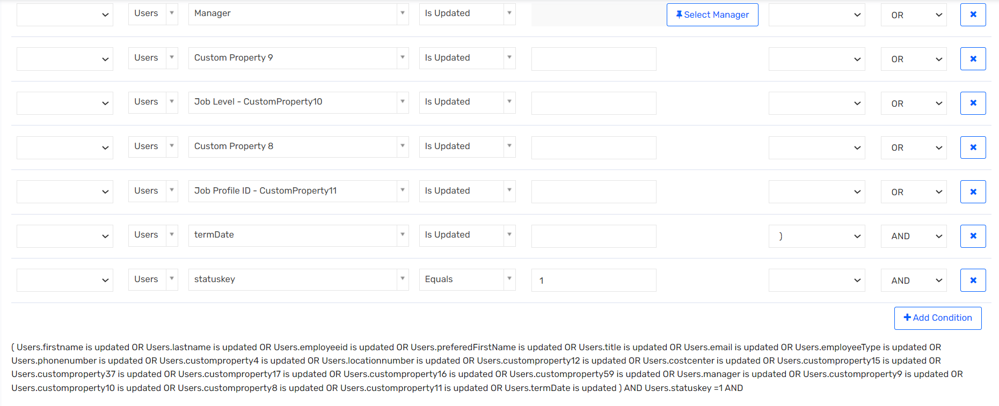 Users Manager Is Updated Select Manager OR
Users Custom Property 9 Is Updated OR
Users Job Level - CustomProperty10 Is Updated OR
Users Custom Property 8 Is Updated OR
Users Job Profile ID - CustomProperty11 Is Updated OR
Users termDate Is Updated ) AND
Users statuskey Equals 1 AND
Add Condition
( Users.firstname is updated OR Users.lastname is updated OR Users.employeeid is updated OR Users.preferedFirstName is updated OR Users.title is updated OR Users.email is updated OR Users.employeeType is updated OR
Users.phonenumber is updated OR Users.customproperty4 is updated OR Users.locationnumber is updated OR Users.customproperty12 is updated OR Users.costcenter is updated OR Users.customproperty15 is updated OR
Users.customproperty37 is updated OR Users.customproperty17 is updated OR Users.customproperty16 is updated OR Users.customproperty59 is updated OR Users.manager is updated OR Users.customproperty9 is updated OR
Users.customproperty10 is updated OR Users.customproperty8 is updated OR Users.customproperty11 is updated OR Users.termDate is updated ) AND Users.statuskey =1 AND